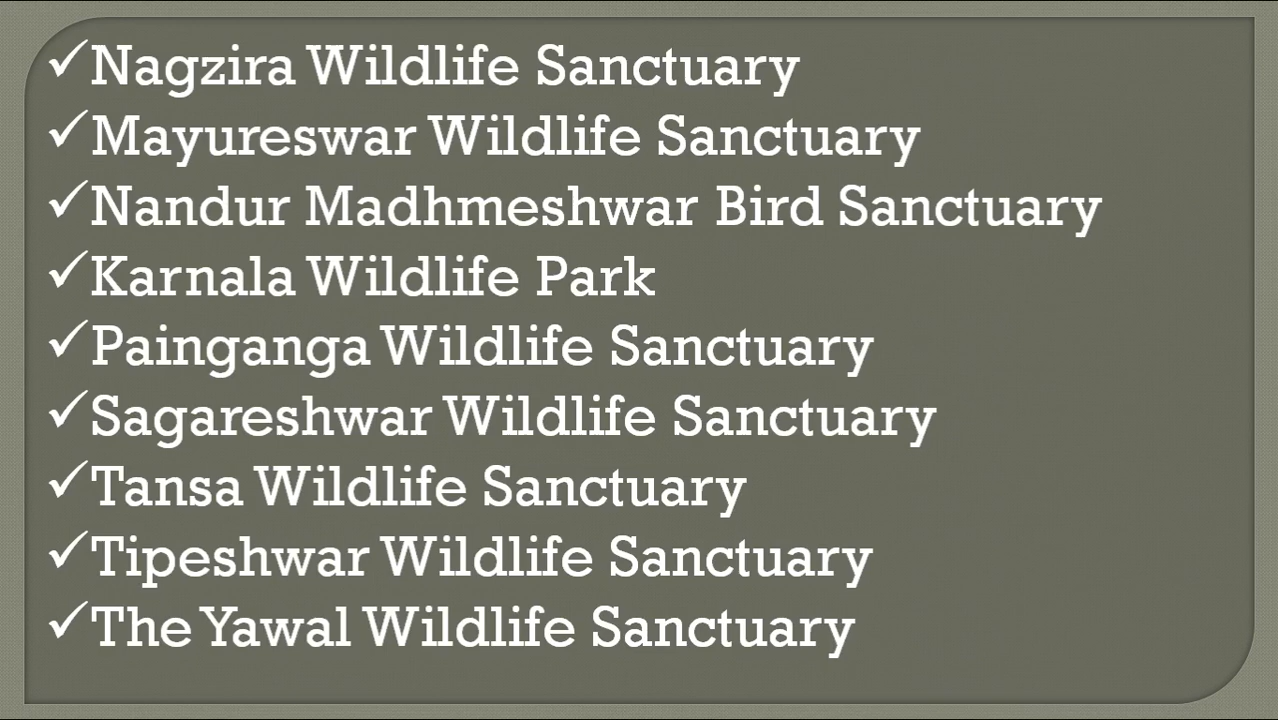 ✓Nagzira Wildlife Sanctuary
✓Mayureswar Wildlife Sanctuary
✓Nandur Madhmeshwar Bird Sanctuary
✓Karnala Wildlife Park
✓Painganga Wildlife Sanctuary
✓Sagareshwar Wildlife Sanctuary
✓Tansa Wildlife Sanctuary
✓Tipeshwar Wildlife Sanctuary
✓The Yawal Wildlife Sanctuary